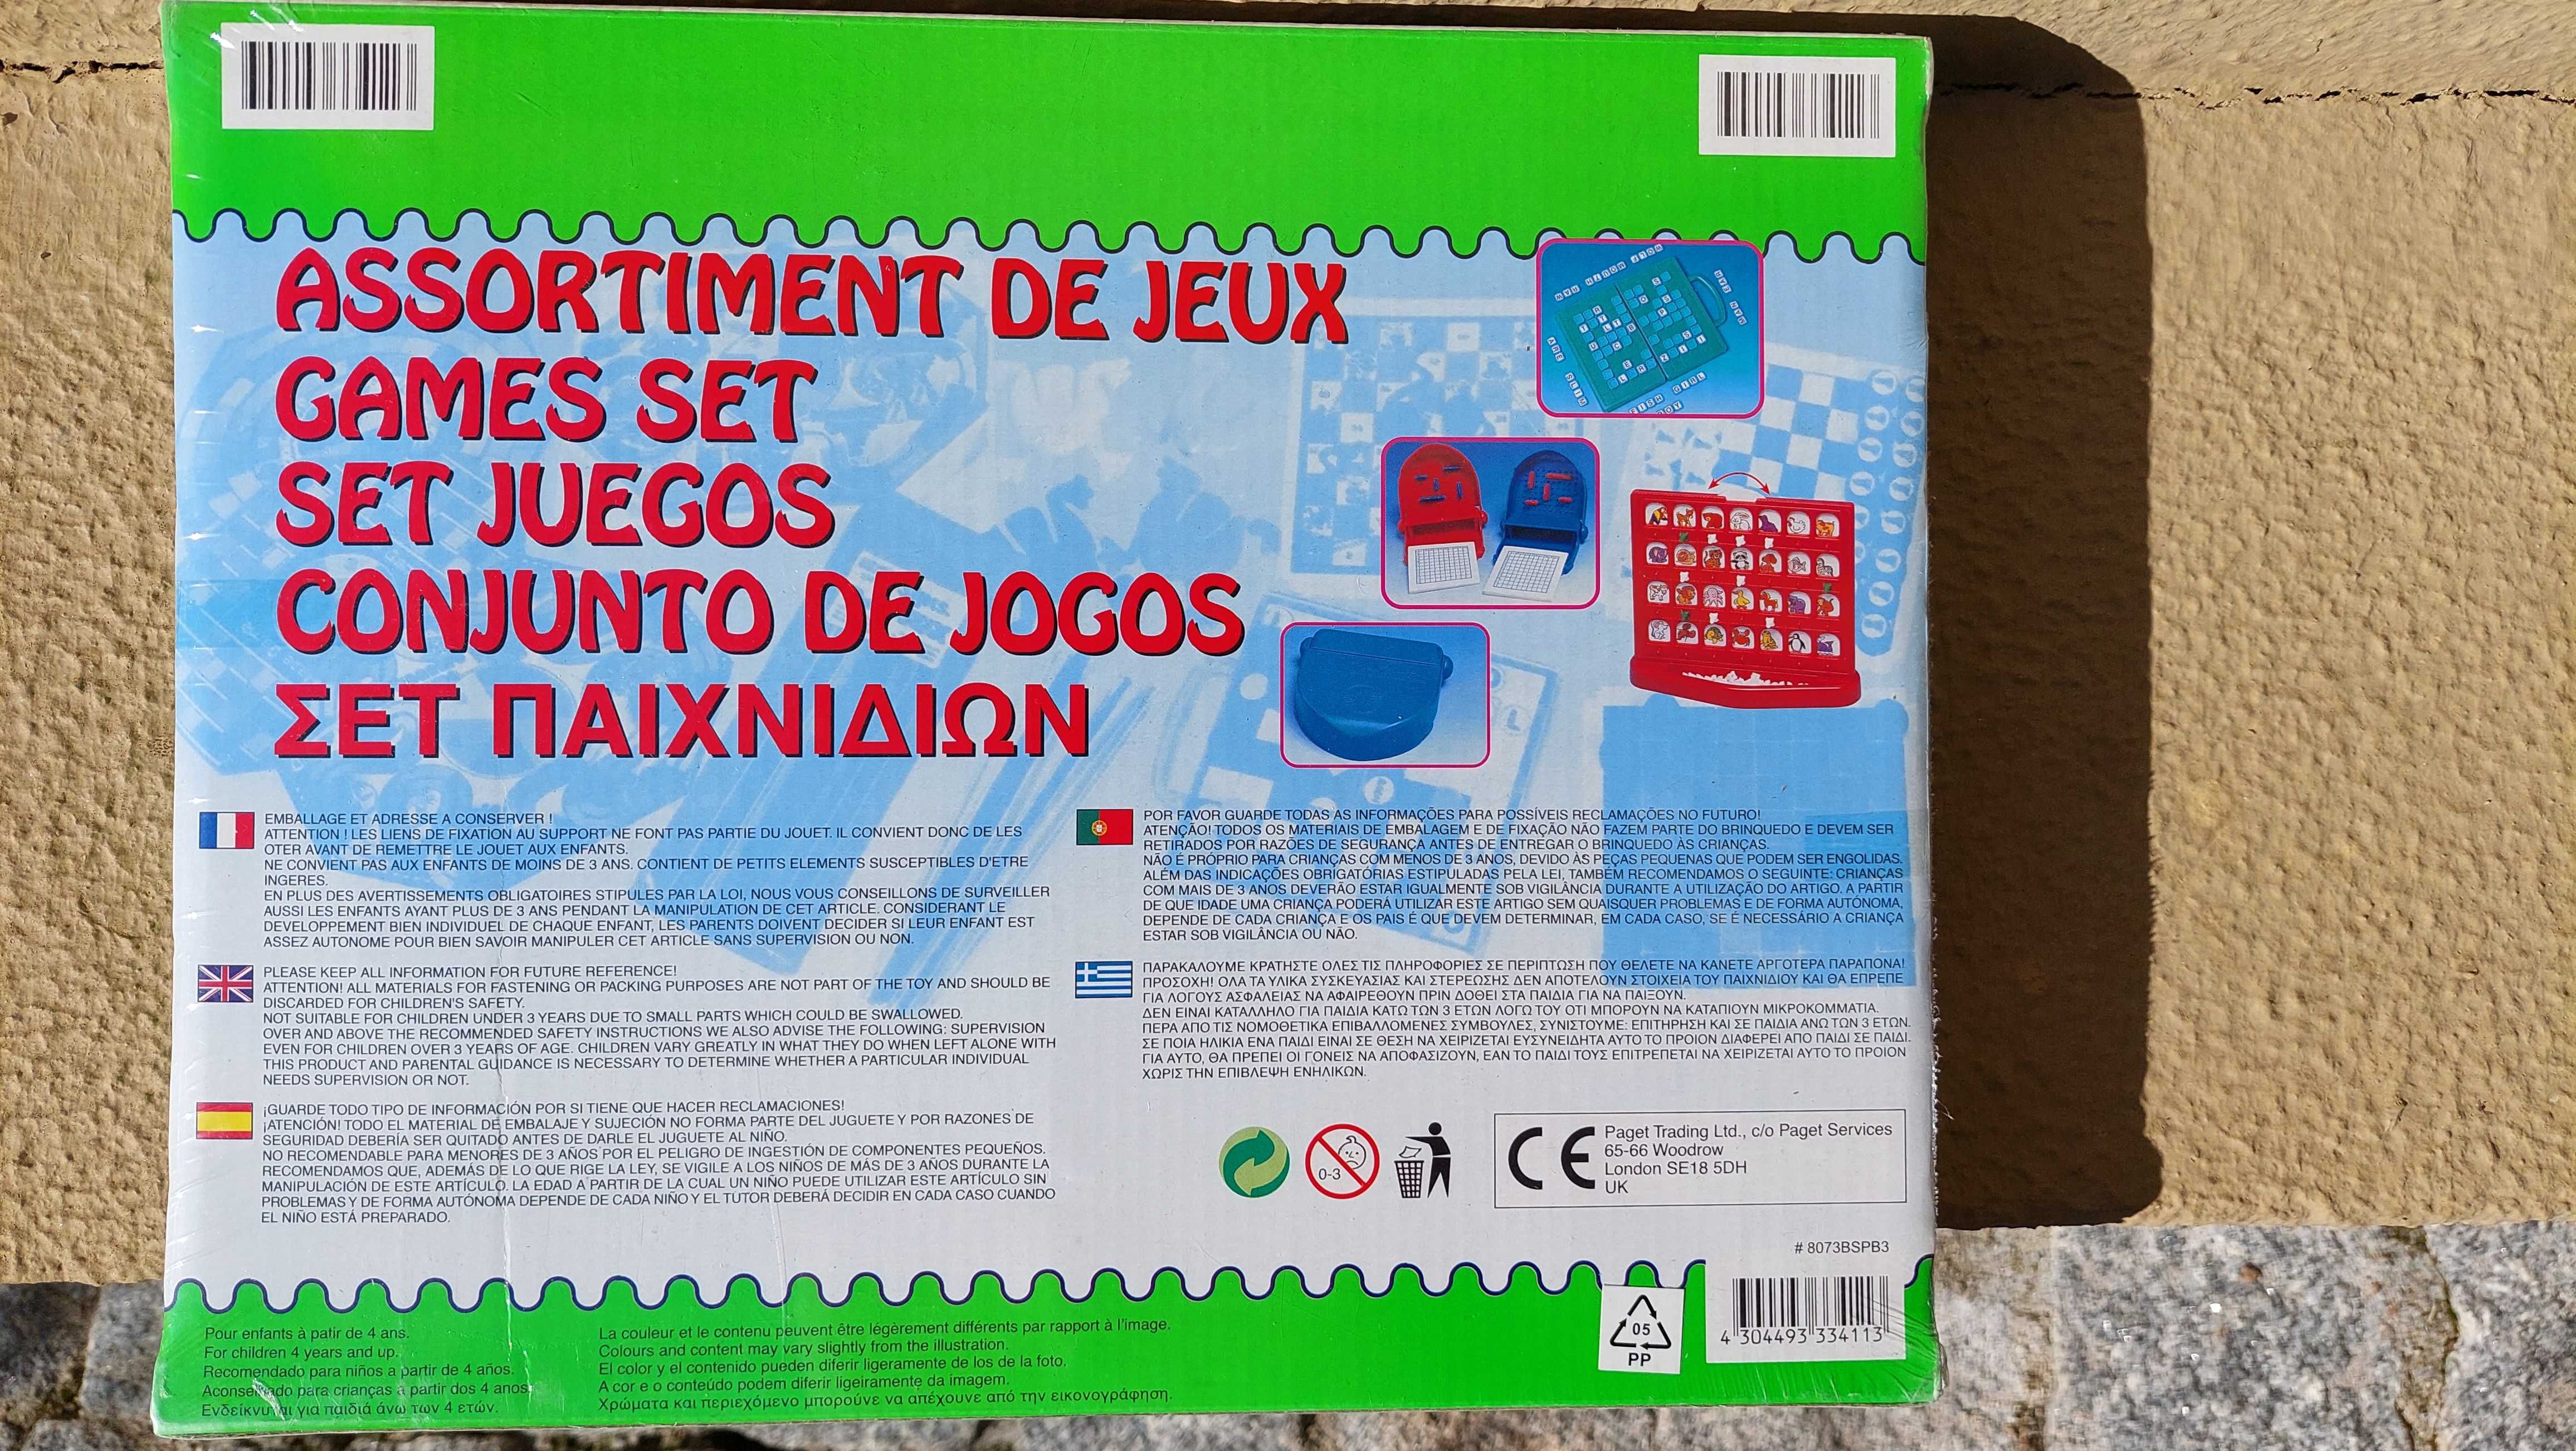 ASSORTIMENT DE JEUX
GAMES SET
SET JUEGOS
CONJUNTO DE JOGOS
ΣΕΤ ΠΑΙΧΝΙΔΙΩΝ
EMBALLAGE ET ADRESSE A CONSERVER !
ATTENTION ! LES LIENS DE FIXATION AU SUPPORT NE FONT PAS PARTIE DU JOUET. IL CONVIENT DONC DE LES
OTER AVANT DE REMETTRE LE JOUET AUX ENFANTS.
NE CONVIENT PAS AUX ENFANTS DE MOINS DE 3 ANS. CONTIENT DE PETITS ELEMENTS SUSCEPTIBLES D'ETRE
INGERES.
EN PLUS DES AVERTISSEMENTS OBLIGATOIRES STIPULES PAR LA LOI, NOUS VOUS CONSEILLONS DE SURVEILLER
AUSSI LES ENFANTS AYANT PLUS DE 3 ANS PENDANT LA MANIPULATION DE CET ARTICLE. CONSIDERANT LE
DEVELOPPEMENT BIEN INDIVIDUEL DE CHAQUE ENFANT, LES PARENTS DOIVENT DECIDER SI LEUR ENFANT EST
ASSEZ AUTONOME POUR BIEN SAVOIR MANIPULER CET ARTICLE SANS SUPERVISION OU NON.
PLEASE KEEP ALL INFORMATION FOR FUTURE REFERENCE!
ATTENTION! ALL MATERIALS FOR FASTENING OR PACKING PURPOSES ARE NOT PART OF THE TOY AND SHOULD BE
DISCARDED FOR CHILDREN'S SAFETY.
NOT SUITABLE FOR CHILDREN UNDER 3 YEARS DUE TO SMALL PARTS WHICH COULD BE SWALLOWED.
OVER AND ABOVE THE RECOMMENDED SAFETY INSTRUCTIONS WE ALSO ADVISE THE FOLLOWING: SUPERVISION
EVEN FOR CHILDREN OVER 3 YEARS OF AGE. CHILDREN VARY GREATLY IN WHAT THEY DO WHEN LEFT ALONE WITH
THIS PRODUCT AND PARENTAL GUIDANCE IS NECESSARY TO DETERMINE WHETHER A PARTICULAR INDIVIDUAL
NEEDS SUPERVISION OR NOT.
¡GUARDE TODO TIPO DE INFORMACIÓN POR SI TIENE QUE HACER RECLAMACIONES!
¡ATENCIÓN! TODO EL MATERIAL DE EMBALAJE Y SUJECIÓN NO FORMA PARTE DEL JUGUETE Y POR RAZONES DE
SEGURIDAD DEBERÍA SER QUITADO ANTES DE DARLE EL JUGUETE AL NIÑO.
NO RECOMENDABLE PARA MENORES DE 3 AÑOS POR EL PELIGRO DE INGESTIÓN DE COMPONENTES PEQUEÑOS.
RECOMENDAMOS QUE, ADEMÁS DE LO QUE RIGE LA LEY, SE VIGILE A LOS NIÑOS DE MÁS DE 3 AÑOS DURANTE LA
MANIPULACIÓN DE ESTE ARTÍCULO. LA EDAD A PARTIR DE LA CUAL UN NIÑO PUEDE UTILIZAR ESTE ARTÍCULO SIN
PROBLEMAS Y DE FORMA AUTÓNOMA DEPENDE DE CADA NIÑO Y EL TUTOR DEBERÁ DECIDIR EN CADA CASO CUANDO
EL NIÑO ESTÁ PREPARADO.
POR FAVOR GUARDE TODAS AS INFORMAÇÕES PARA POSSÍVEIS RECLAMAÇÕES NO FUTURO!
ATENÇÃO! TODOS OS MATERIAIS DE EMBALAGEM E DE FIXAÇÃO NÃO FAZEM PARTE DO BRINQUEDO E DEVEM SER
RETIRADOS POR RAZÕES DE SEGURANÇA ANTES DE ENTREGAR O BRINQUEDO ÀS CRIANÇAS.
NÃO É PRÓPRIO PARA CRIANÇAS COM MENOS DE 3 ANOS, DEVIDO ÀS PEÇAS PEQUENAS QUE PODEM SER ENGOLIDAS.
ALÉM DAS INDICAÇÕES OBRIGATÓRIAS ESTIPULADAS PELA LEI, TAMBÉM RECOMENDAMOS O SEGUINTE: CRIANÇAS
COM MAIS DE 3 ANOS DEVERÃO ESTAR IGUALMENTE SOB VIGILÂNCIA DURANTE A UTILIZAÇÃO DO ARTIGO. A PARTIR
DE QUE IDADE UMA CRIANÇA PODERÁ UTILIZAR ESTE ARTIGO SEM QUAISQUER PROBLEMAS E DE FORMA AUTÓNOMA,
DEPENDE DE CADA CRIANÇA E OS PAIS É QUE DEVEM DETERMINAR, EM CADA CASO, SE É NECESSÁRIO A CRIANÇA
ESTAR SOB VIGILÂNCIA OU NÃO.
ΠΑΡΑΚΑΛΟΥΜΕ ΚΡΑΤΗΣΤΕ ΟΛΕΣ ΤΙΣ ΠΛΗΡΟΦΟΡΙΕΣ ΣΕ ΠΕΡΙΠΤΩΣΗ ΠΟΥ ΘΕΛΕΤΕ ΝΑ ΚΑΝΕΤΕ ΑΡΓΟΤΕΡΑ ΠΑΡΑΠΟΝΑ!
ΠΡΟΣΟΧΗ! ΟΛΑ ΤΑ ΥΛΙΚΑ ΣΥΣΚΕΥΑΣΙΑΣ ΚΑΙ ΣΤΕΡΕΩΣΗΣ ΔΕΝ ΑΠΟΤΕΛΟΥΝ ΣΤΟΙΧΕΙΑ ΤΟΥ ΠΑΙΧΝΙΔΙΟΥ ΚΑΙ ΘΑ ΕΠΡΕΠΕ
ΓΙΑ ΛΟΓΟΥΣ ΑΣΦΑΛΕΙΑΣ ΝΑ ΑΦΑΙΡΕΘΟΥΝ ΠΡΙΝ ΔΟΘΕΙ ΣΤΑ ΠΑΙΔΙΑ ΓΙΑ ΝΑ ΠΑΙΞΟΥΝ.
ΔΕΝ ΕΙΝΑΙ ΚΑΤΑΛΛΗΛΟ ΓΙΑ ΠΑΙΔΙΑ ΚΑΤΩ ΤΩΝ 3 ΕΤΩΝ ΛΟΓΩ ΤΟΥ ΟΤΙ ΜΠΟΡΟΥΝ ΝΑ ΚΑΤΑΠΙΟΥΝ ΜΙΚΡΟΚΟΜΜΑΤΙΑ.
ΠΕΡΑ ΑΠΟ ΤΙΣ ΝΟΜΟΘΕΤΙΚΑ ΕΠΙΒΑΛΛΟΜΕΝΕΣ ΣΥΜΒΟΥΛΕΣ, ΣΥΝΙΣΤΟΥΜΕ: ΕΠΙΤΗΡΗΣΗ ΚΑΙ ΣΕ ΠΑΙΔΙΑ ΑΝΩ ΤΩΝ 3 ΕΤΩΝ.
ΣΕ ΠΟΙΑ ΗΛΙΚΙΑ ΕΝΑ ΠΑΙΔΙ ΕΙΝΑΙ ΣΕ ΘΕΣΗ ΝΑ ΧΕΙΡΙΖΕΤΑΙ ΕΥΣΥΝΕΙΔΗΤΑ ΑΥΤΟ ΤΟ ΠΡΟΙΟΝ ΔΙΑΦΕΡΕΙ ΑΠΟ ΠΑΙΔΙ ΣΕ ΠΑΙΔΙ.
ΓΙΑ ΑΥΤΟ, ΘΑ ΠΡΕΠΕΙ ΟΙ ΓΟΝΕΙΣ ΝΑ ΑΠΟΦΑΣΙΖΟΥΝ, ΕΑΝ ΤΟ ΠΑΙΔΙ ΤΟΥΣ ΕΠΙΤΡΕΠΕΤΑΙ ΝΑ ΧΕΙΡΙΖΕΤΑΙ ΑΥΤΟ ΤΟ ΠΡΟΙΟΝ
ΧΩΡΙΣ ΤΗΝ ΕΠΙΒΛΕΨΗ ΕΝΗΛΙΚΩΝ.
0-3
CE
Paget Trading Ltd., c/o Paget Services
65-66 Woodrow
London SE18 5DH
UK
# 8073BSPB3
05
PP
4 304493 334113
Pour enfants à patir de 4 ans.
For children 4 years and up.
Recomendado para niños a partir de 4 años.
Aconselhado para crianças a partir dos 4 anos.
Ενδείκνυται για παιδιά άνω των 4 ετών.
La couleur et le contenu peuvent être légèrement différents par rapport à l'image.
Colours and content may vary slightly from the illustration.
El color y el contenido pueden diferir ligeramente de los de la foto.
A cor e o conteúdo podem diferir ligeiramente da imagem.
Χρώματα και περιεχόμενο μπορούνε να απέχουνε από την εικονογράφηση.